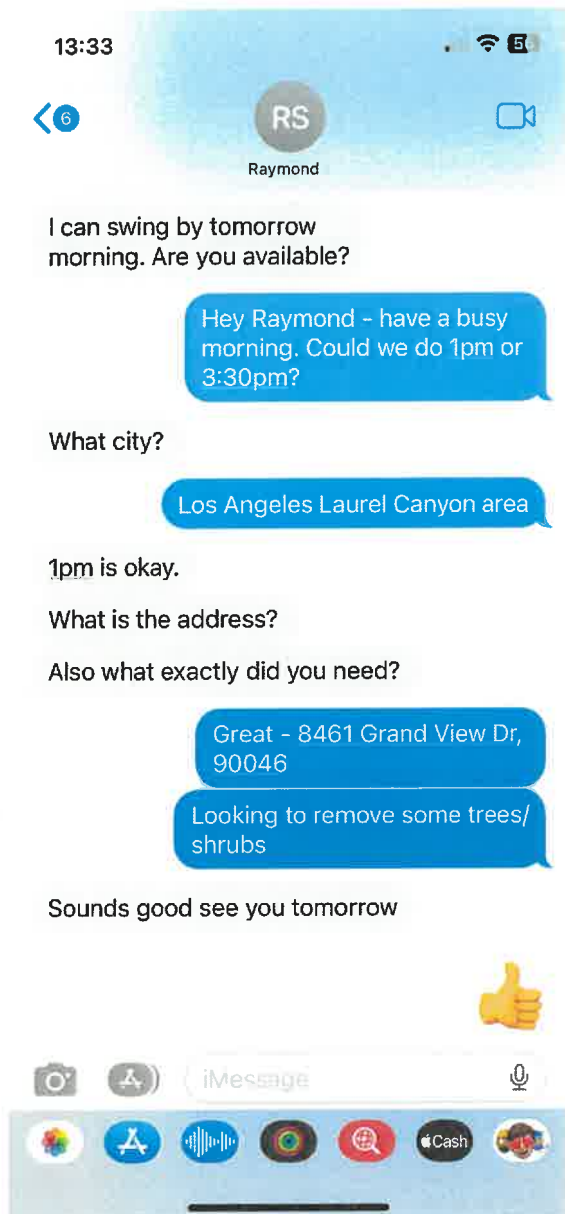 13:33
6
RS
Raymond
I can swing by tomorrow
morning. Are you available?
Hey Raymond - have a busy
morning. Could we do 1pm or
3:30pm?
What city?
Los Angeles Laurel Canyon area
1pm is okay.
What is the address?
Also what exactly did you need?
Great - 8461 Grand View Dr,
90046
Looking to remove some trees/
shrubs
Sounds good see you tomorrow
iMessage
Cash